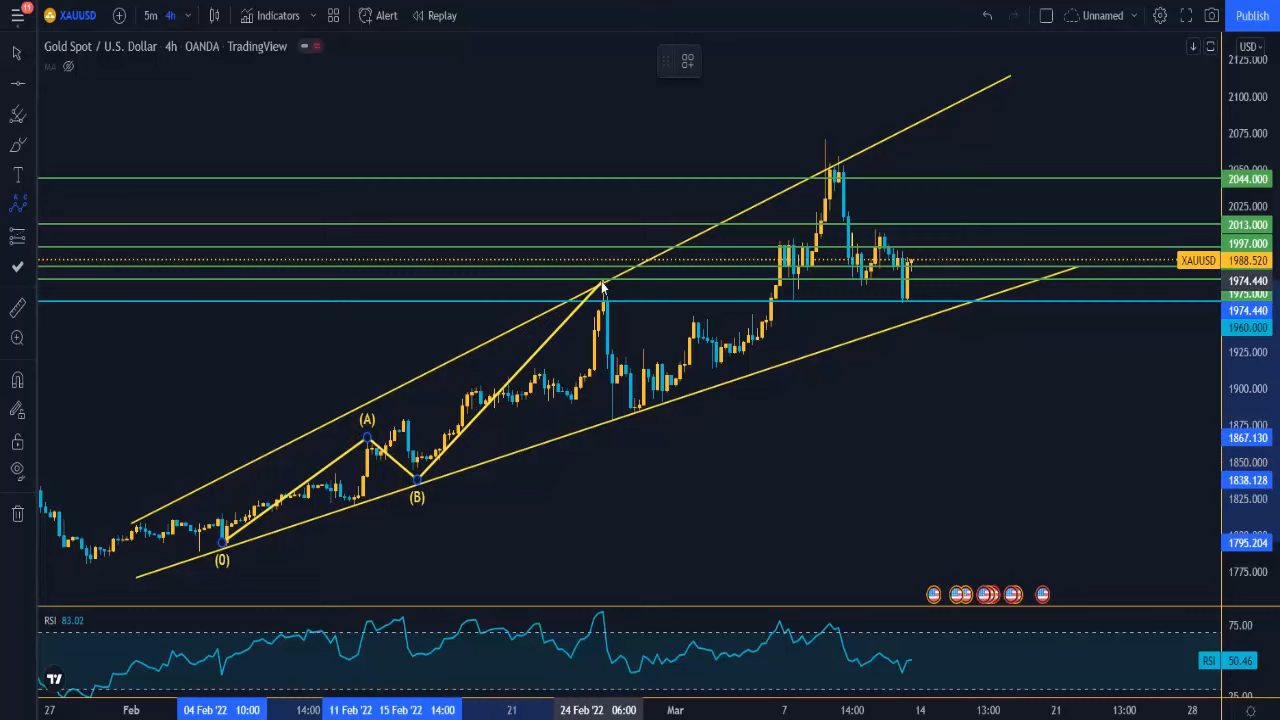 11
XAUUSD 5m 4h Indicators Alert Replay Unnamed Publish
Gold Spot / U.S. Dollar 4h OANDA TradingView
USD
MA
2125.000
2100.000
2075.000
2044.000
2025.000
2013.000
1997.000
XAUUSD 1988.520
1974.440
1975.000
1974.440
1960.000
1925.000
1900.000
(A)
1875.000
1867.130
1850.000
1838.128
(B)
1825.000
1795.204
(0)
1775.000
RSI 83.02
75.00
RSI 50.46
25.00
27 Feb 04 Feb '22 10:00 14:00 11 Feb '22 15 Feb '22 14:00 21 24 Feb '22 06:00 Mar 7 14:00 14 13:00 21 13:00 28